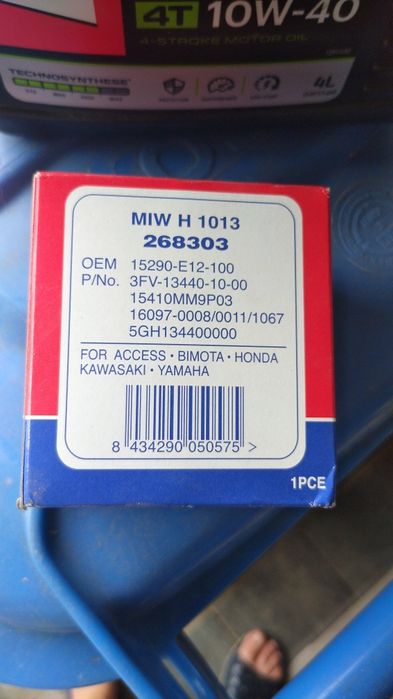 4T 10W-40
4-STROKE MOTOR OIL
TECHNOSYNTHESE®
4L
MIW H 1013
268303
OEM 15290-E12-100
P/No. 3FV-13440-10-00
15410MM9P03
16097-0008/0011/1067
5GH134400000
FOR ACCESS · BIMOTA · HONDA
KAWASAKI · YAMAHA
8 434290 050575 >
1PCE